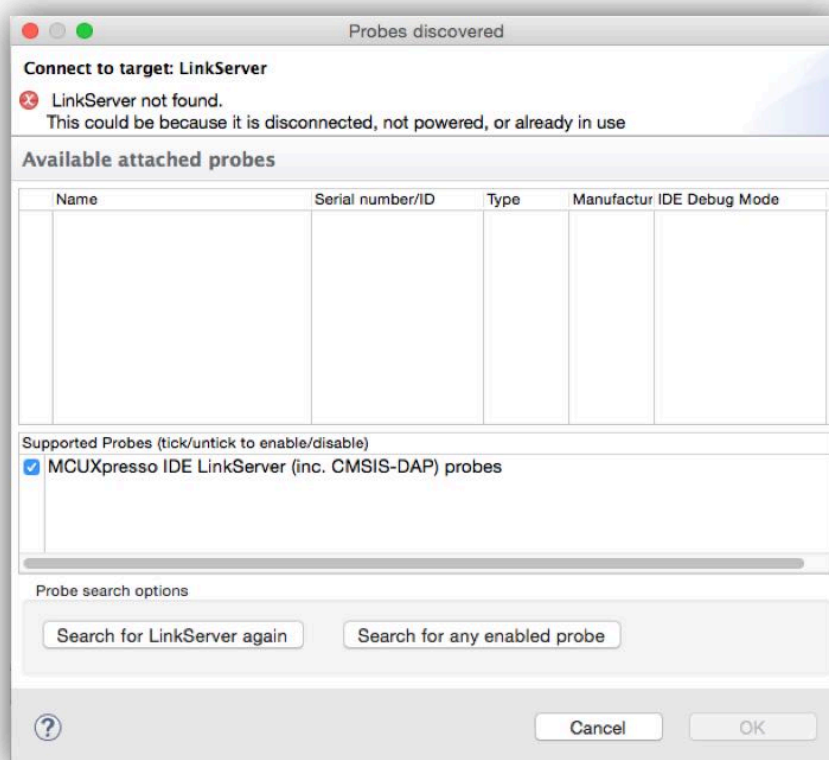 Probes discovered
Connect to target: LinkServer
LinkServer not found.
This could be because it is disconnected, not powered, or already in use
Available attached probes
Name Serial number/ID Type Manufactur IDE Debug Mode
Supported Probes (tick/untick to enable/disable)
MCUXpresso IDE LinkServer (inc. CMSIS-DAP) probes
Probe search options
Search for LinkServer again Search for any enabled probe
? Cancel OK